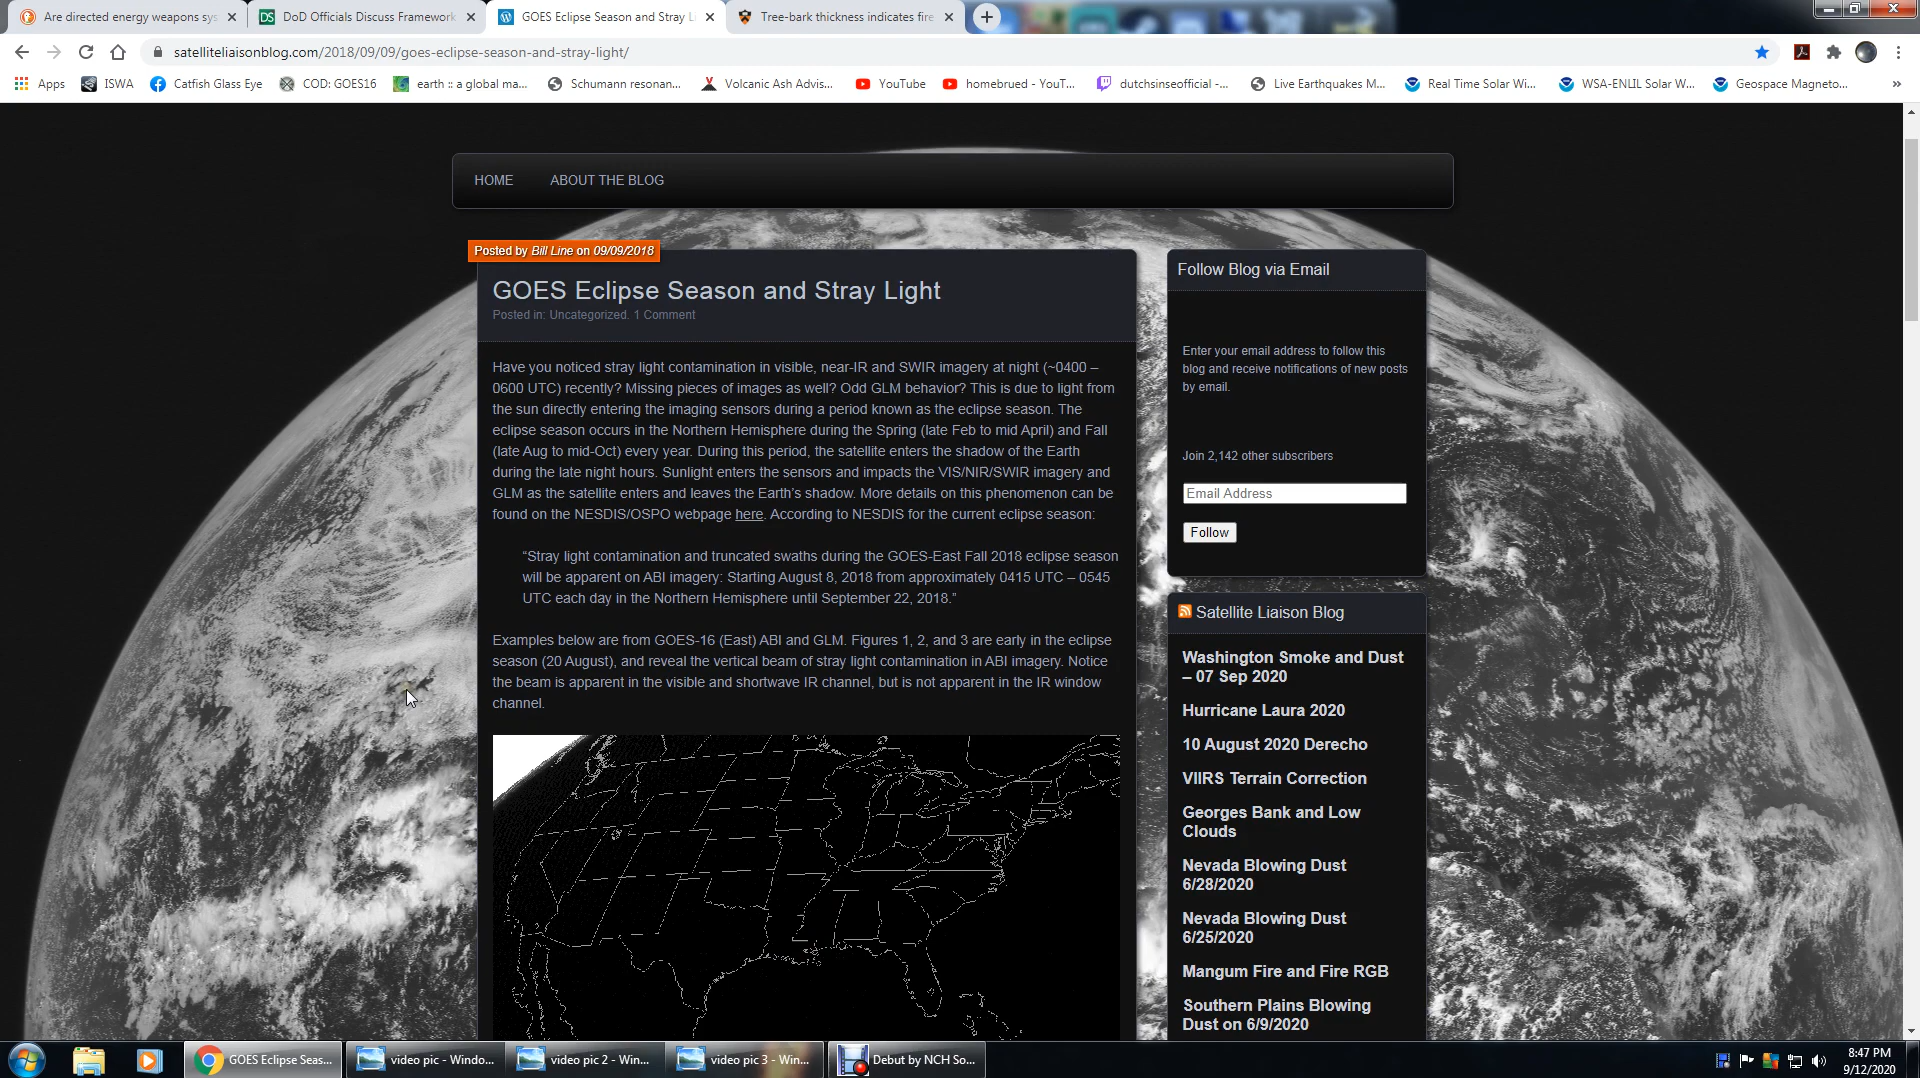 Are directed energy weapons sys
DoD Officials Discuss Framework
GOES Eclipse Season and Stray Li
Tree-bark thickness indicates fire
satelliteliaisonblog.com/2018/09/09/goes-eclipse-season-and-stray-light/
Apps
ISWA
Catfish Glass Eye
COD: GOES16
earth :: a global ma...
Schumann resonan...
Volcanic Ash Advis...
YouTube
homebrued - YouT...
dutchsinseofficial -...
Live Earthquakes M...
Real Time Solar Wi...
WSA-ENLIL Solar W...
Geospace Magneto...
»
HOME
ABOUT THE BLOG
Posted by Bill Line on 09/09/2018
GOES Eclipse Season and Stray Light
Posted in: Uncategorized. 1 Comment
Have you noticed stray light contamination in visible, near-IR and SWIR imagery at night (~0400 –
0600 UTC) recently? Missing pieces of images as well? Odd GLM behavior? This is due to light from
the sun directly entering the imaging sensors during a period known as the eclipse season. The
eclipse season occurs in the Northern Hemisphere during the Spring (late Feb to mid April) and Fall
(late Aug to mid-Oct) every year. During this period, the satellite enters the shadow of the Earth
during the late night hours. Sunlight enters the sensors and impacts the VIS/NIR/SWIR imagery and
GLM as the satellite enters and leaves the Earth's shadow. More details on this phenomenon can be
found on the NESDIS/OSPO webpage here. According to NESDIS for the current eclipse season:
“Stray light contamination and truncated swaths during the GOES-East Fall 2018 eclipse season
will be apparent on ABI imagery: Starting August 8, 2018 from approximately 0415 UTC – 0545
UTC each day in the Northern Hemisphere until September 22, 2018.”
Examples below are from GOES-16 (East) ABI and GLM. Figures 1, 2, and 3 are early in the eclipse
season (20 August), and reveal the vertical beam of stray light contamination in ABI imagery. Notice
the beam is apparent in the visible and shortwave IR channel, but is not apparent in the IR window
channel.
Follow Blog via Email
Enter your email address to follow this
blog and receive notifications of new posts
by email.
Join 2,142 other subscribers
Email Address
Follow
Satellite Liaison Blog
Washington Smoke and Dust
– 07 Sep 2020
Hurricane Laura 2020
10 August 2020 Derecho
VIIRS Terrain Correction
Georges Bank and Low
Clouds
Nevada Blowing Dust
6/28/2020
Nevada Blowing Dust
6/25/2020
Mangum Fire and Fire RGB
Southern Plains Blowing
Dust on 6/9/2020
GOES Eclipse Seas...
video pic - Windo...
video pic 2 - Win...
video pic 3 - Win...
Debut by NCH So...
8:47 PM
9/12/2020